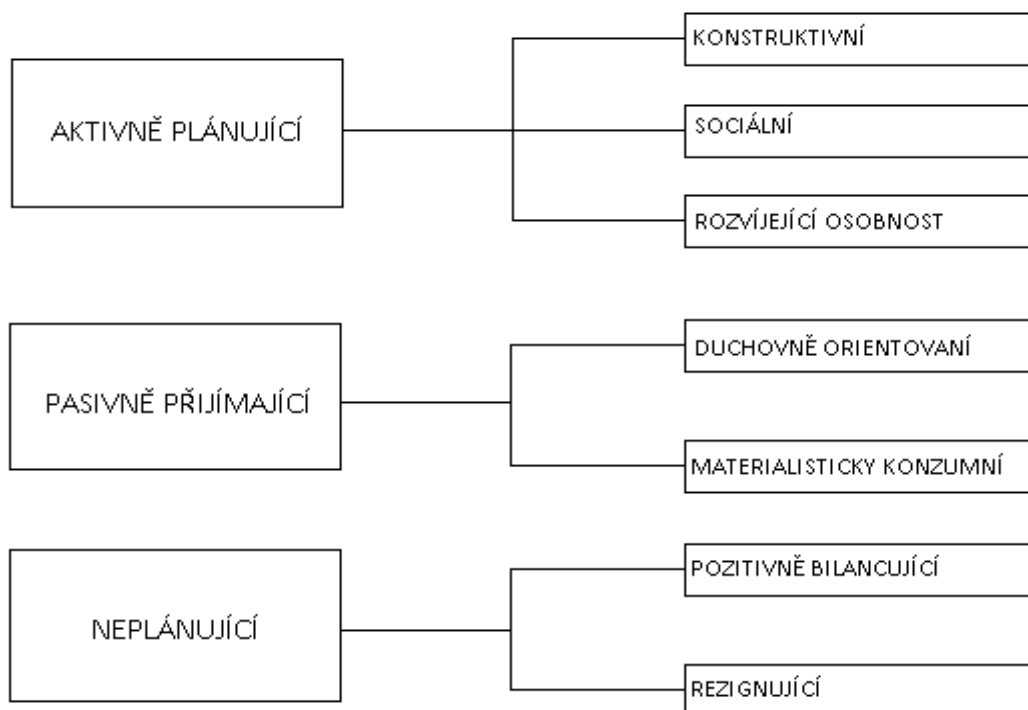 AKTIVNĚ PLÁNUJÍCÍ
KONSTRUKTIVNÍ
SOCIÁLNÍ
ROZVÍJEJÍCÍ OSOBNOST
PASIVNĚ PŘIJÍMAJÍCÍ
DUCHOVNĚ ORIENTOVANÍ
MATERIALISTICKY KONZUMNÍ
NEPLÁNUJÍCÍ
POZITIVNĚ BILANCUJÍCÍ
REZIGNUJÍCÍ